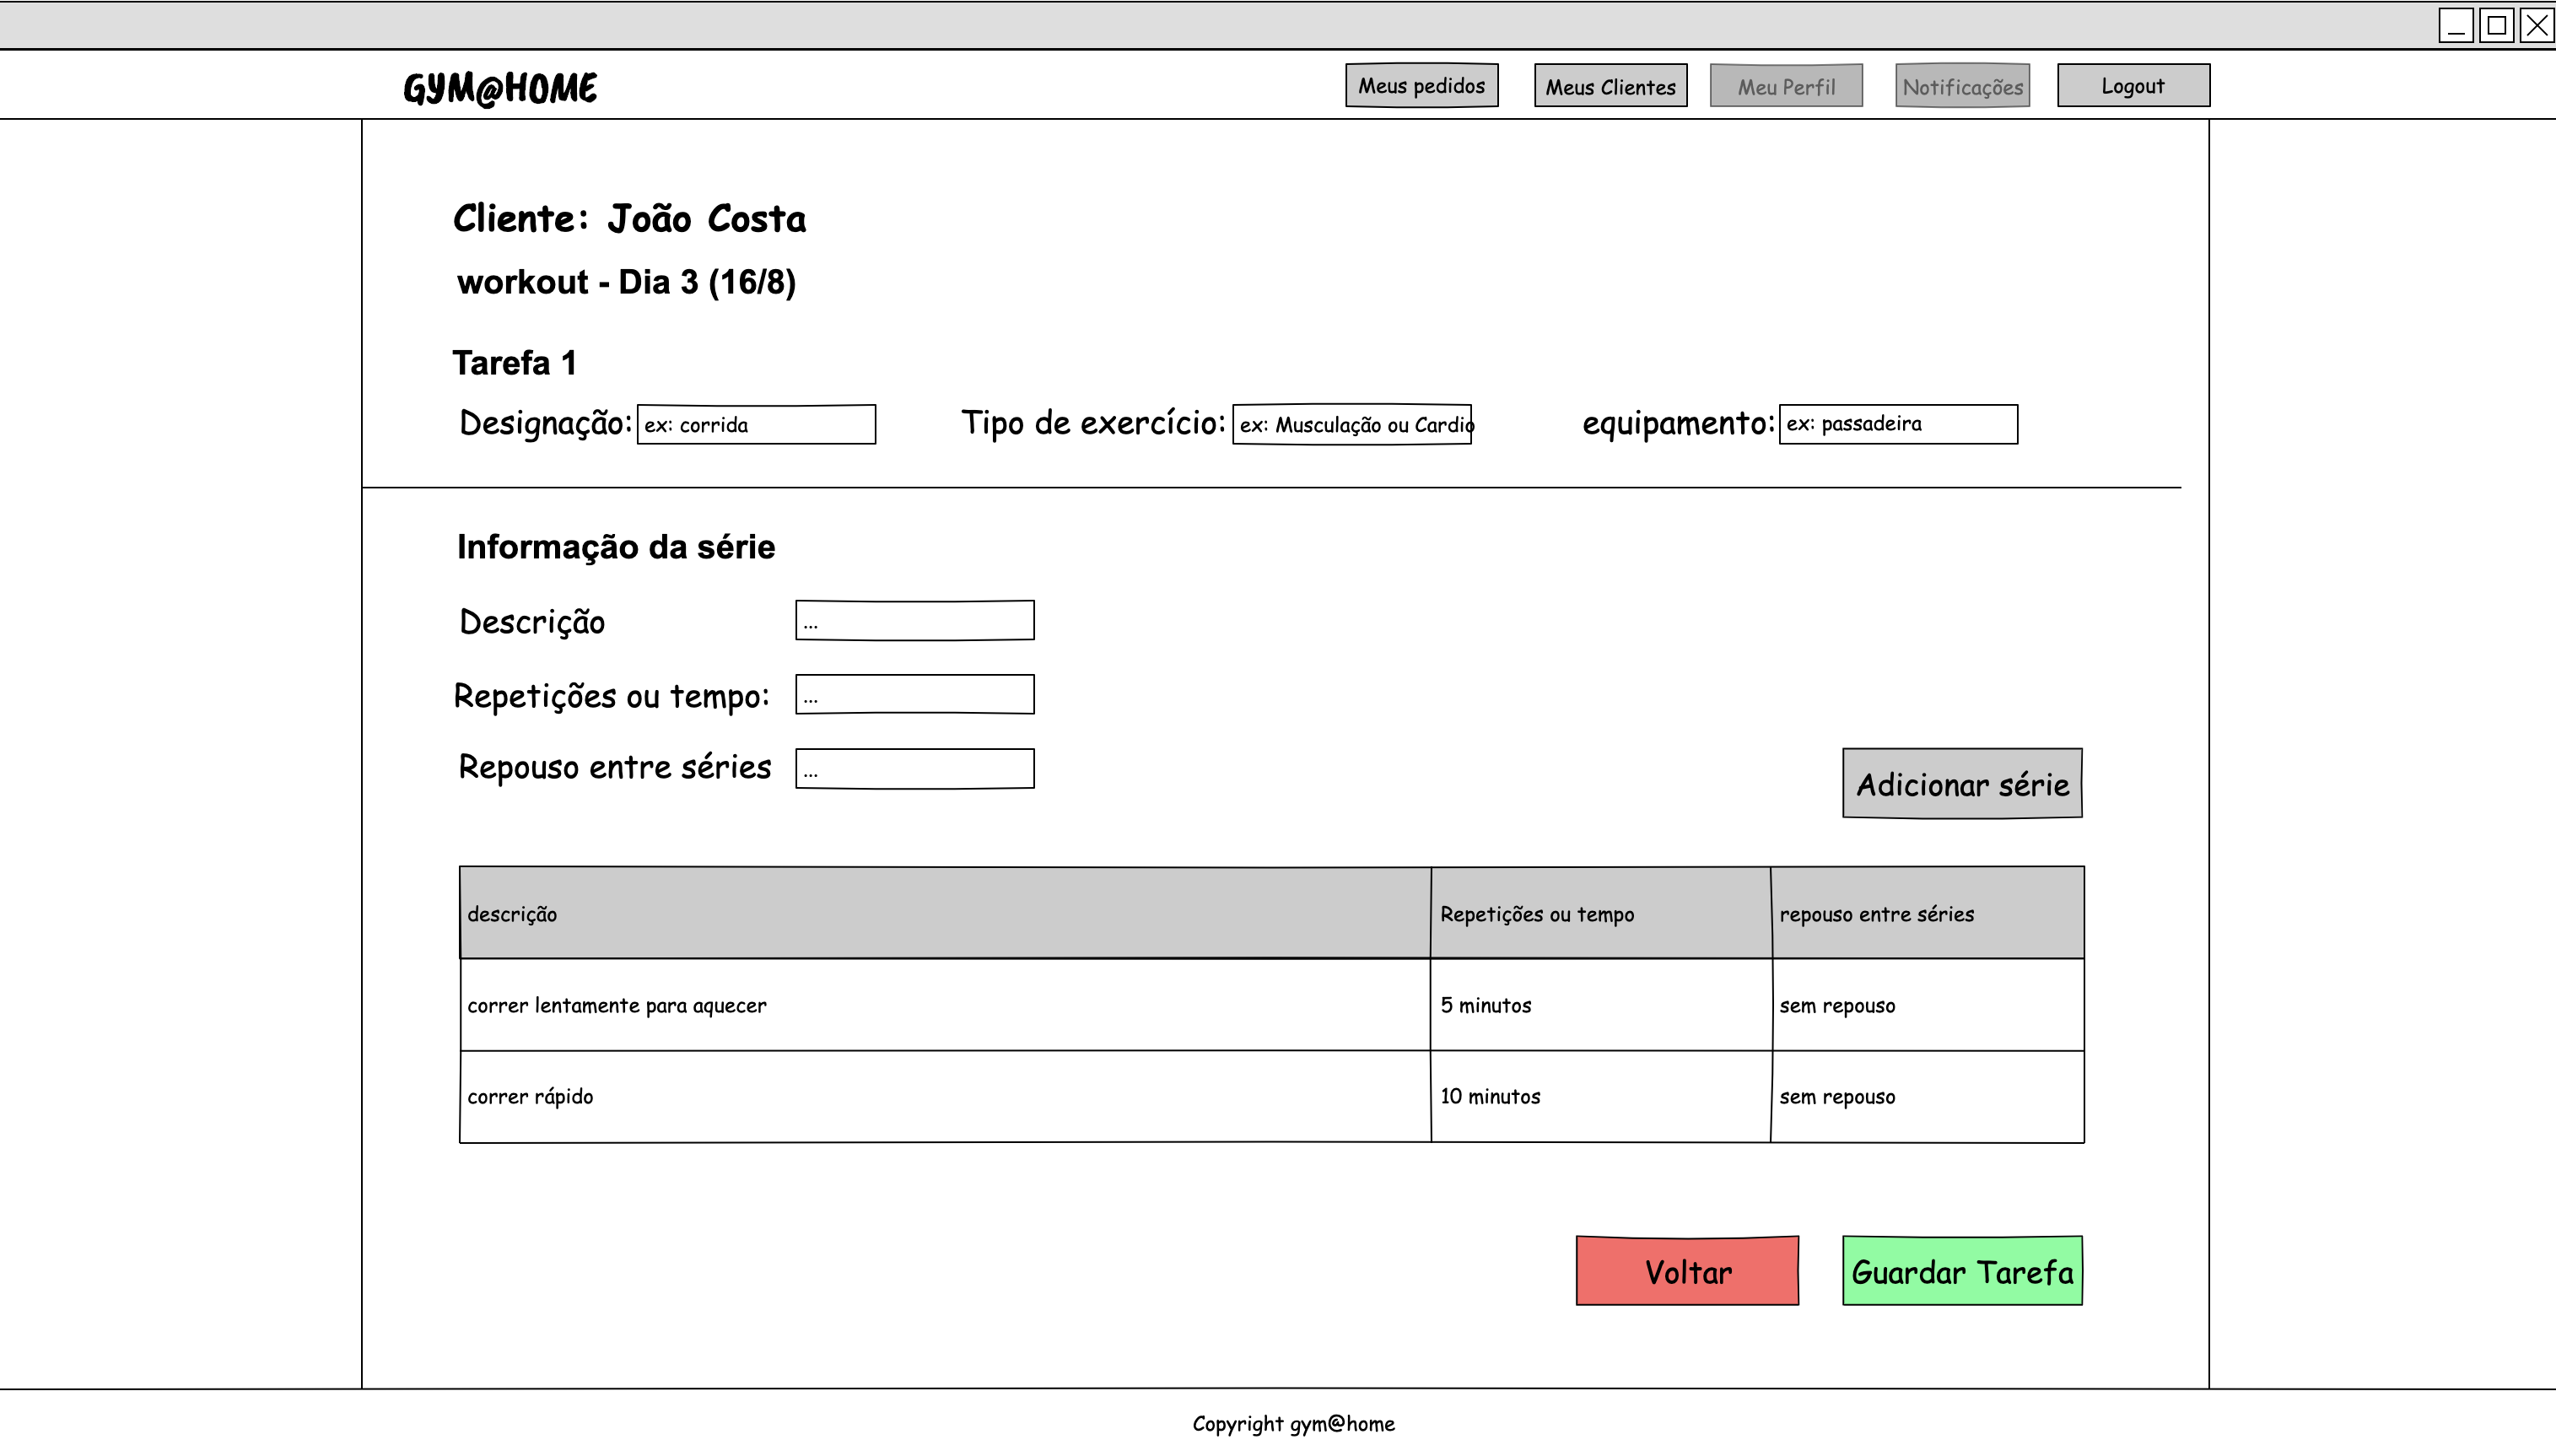 GYM@HOME
Meus pedidos
Meus Clientes
Meu Perfil
Notificações
Logout
Cliente: João Costa
workout - Dia 3 (16/8)
Tarefa 1
Designação: ex: corrida
Tipo de exercício: ex: Musculação ou Cardio
equipamento: ex: passadeira
Informação da série
Descrição ...
Repetições ou tempo: ...
Repouso entre séries ...
Adicionar série
descrição Repetições ou tempo repouso entre séries
correr lentamente para aquecer 5 minutos sem repouso
correr rápido 10 minutos sem repouso
Voltar
Guardar Tarefa
Copyright gym@home